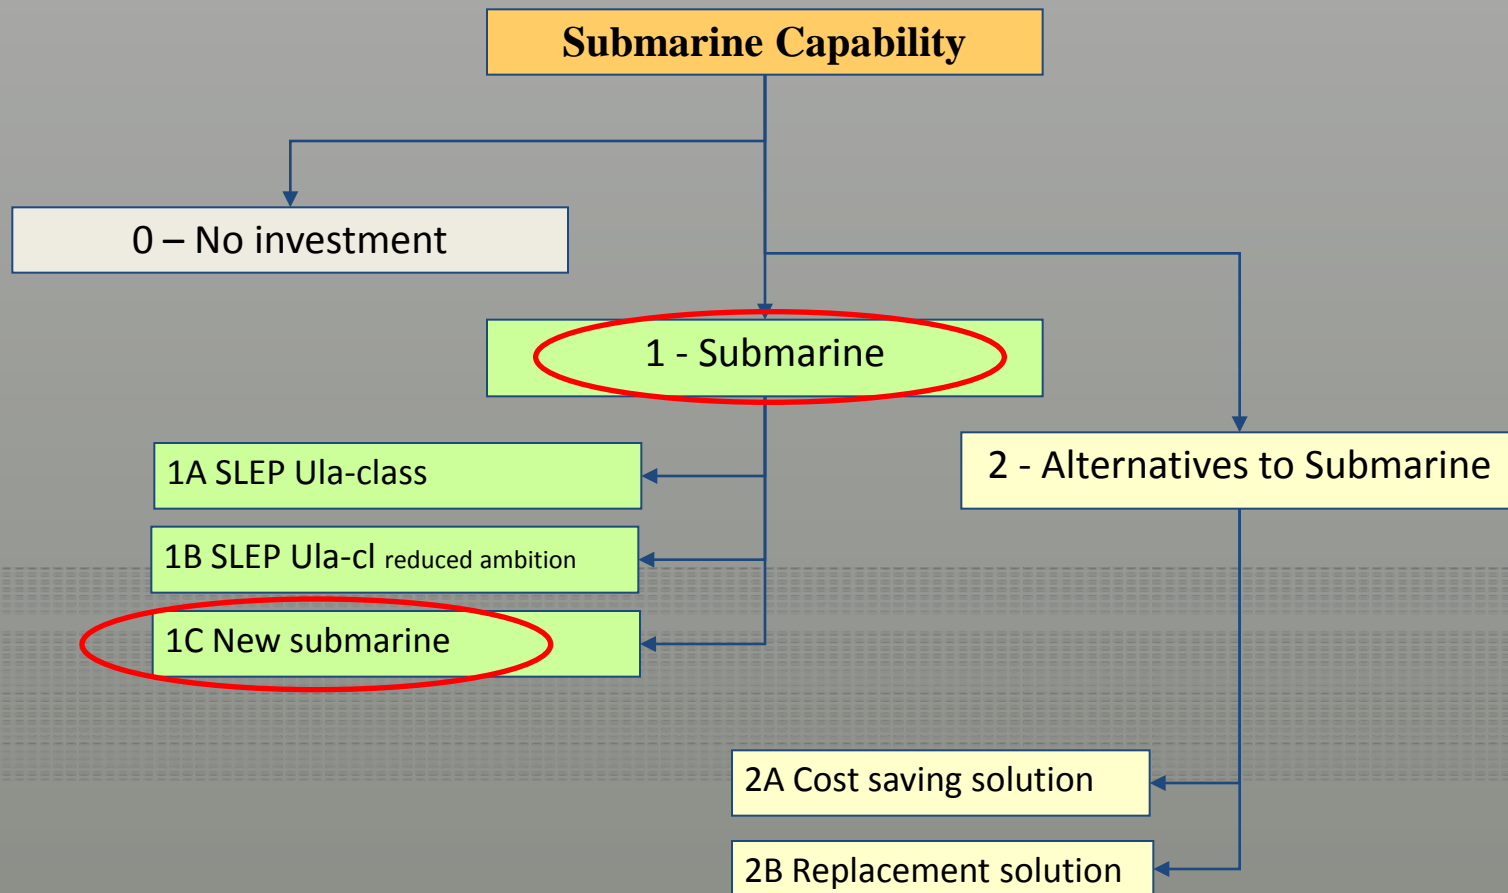 Submarine Capability
0 – No investment
1 - Submarine
1A SLEP Ula-class
1B SLEP Ula-cl reduced ambition
1C New submarine
2 - Alternatives to Submarine
2A Cost saving solution
2B Replacement solution